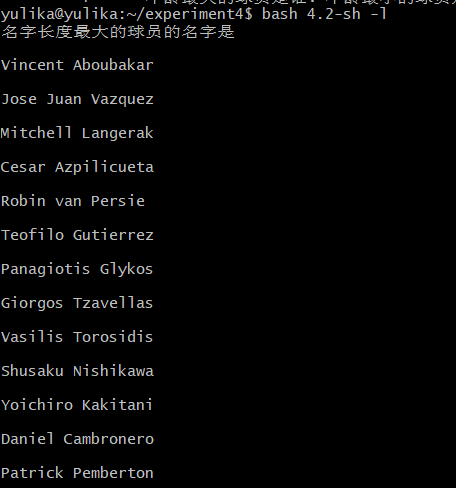 yulika@yulika:~/experiment4$ bash 4.2-sh -l
名字长度最大的球员的名字是
Vincent Aboubakar
Jose Juan Vazquez
Mitchell Langerak
Cesar Azpilicueta
Robin van Persie
Teofilo Gutierrez
Panagiotis Glykos
Giorgos Tzavellas
Vasilis Torosidis
Shusaku Nishikawa
Yoichiro Kakitani
Daniel Cambronero
Patrick Pemberton